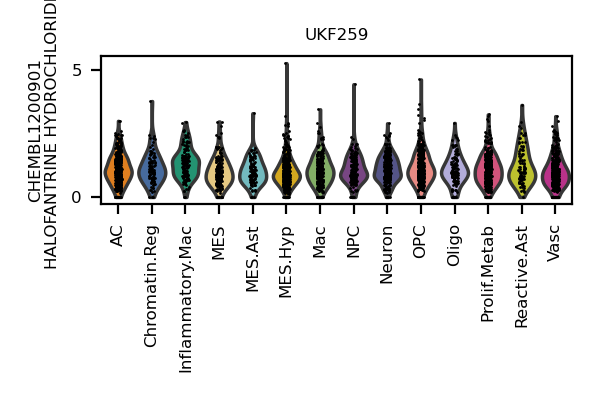 UKF259
CHEMBL1200901
HALOFANTRINE HYDROCHLORIDE
5
0
AC
Chromatin.Reg
Inflammatory.Mac
MES
MES.Ast
MES.Hyp
Mac
NPC
Neuron
OPC
Oligo
Prolif.Metab
Reactive.Ast
Vasc